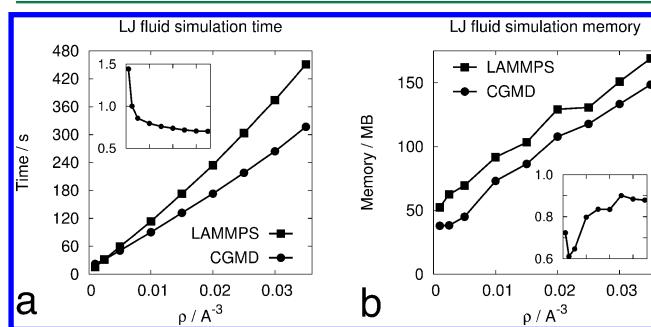 LJ fluid simulation time
480
420
360
300
240
180
120
60
0
Time / s
1.5
1.0
0.5
LAMMPS
CGMD
0
0.01
0.02
0.03
ρ / A⁻³
a
LJ fluid simulation memory
150
100
50
0
Memory / MB
LAMMPS
CGMD
1.0
0.8
0.6
0
0.01
0.02
0.03
ρ / A⁻³
b